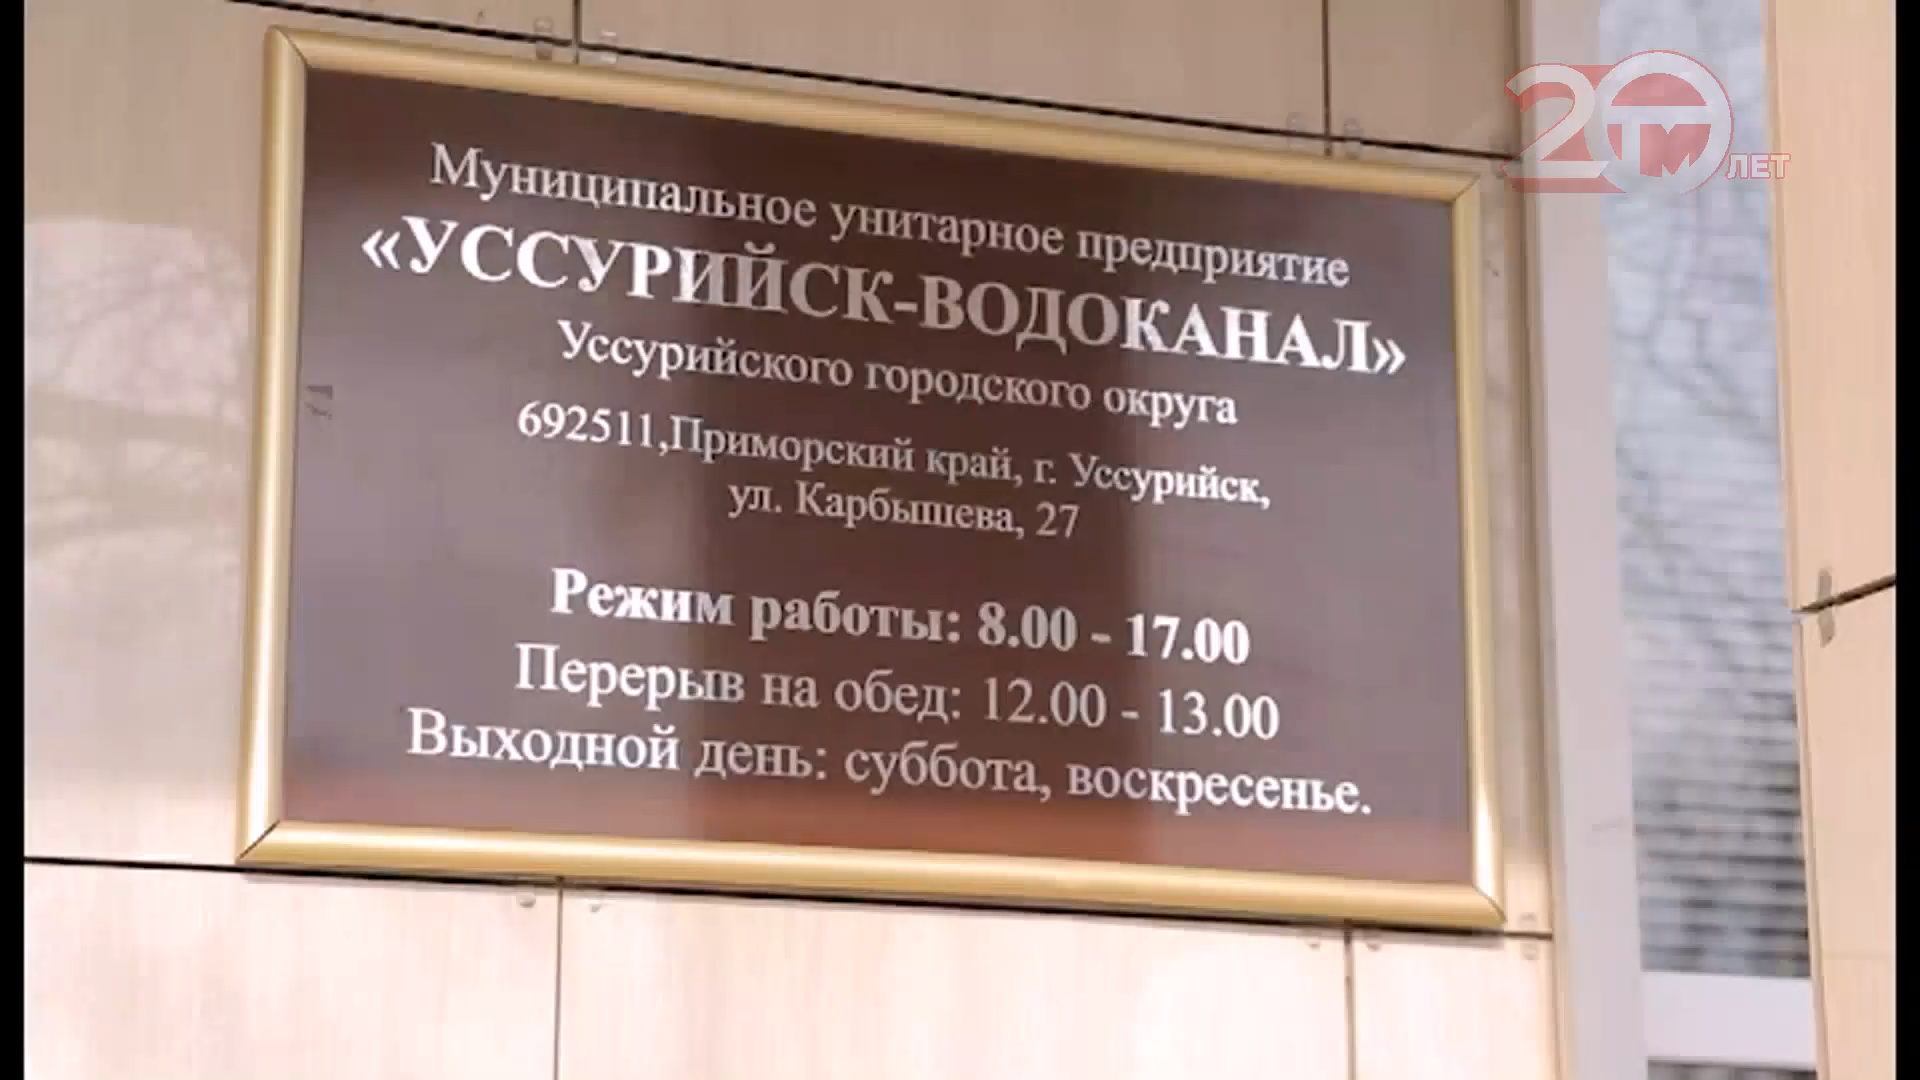 Муниципальное унитарное предприятие
«УССУРИЙСК-ВОДОКАНАЛ»
Уссурийского городского округа
692511,Приморский край, г. Уссурийск,
ул. Карбышева, 27
Режим работы: 8.00 - 17.00
Перерыв на обед: 12.00 - 13.00
Выходной день: суббота, воскресенье.
20 ТМ ЛЕТ